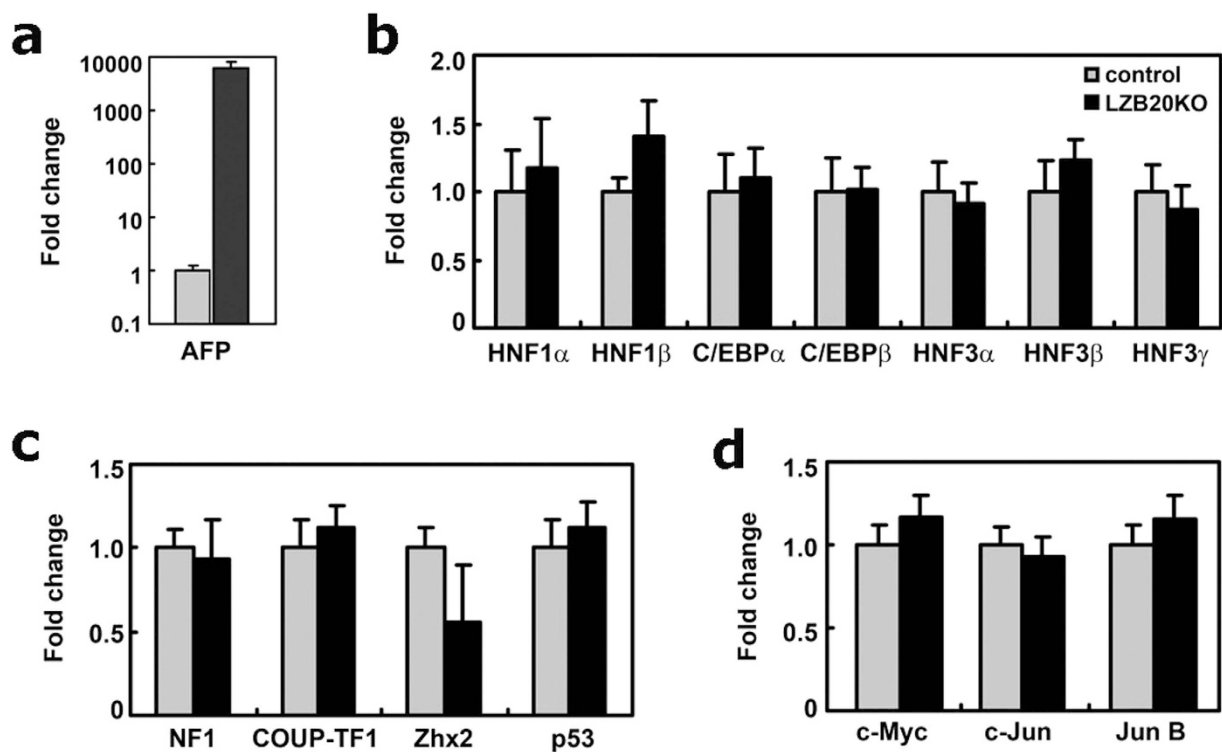 a
Fold change
10000
1000
100
10
1
0.1
AFP
b
Fold change
2.0
1.5
1.0
0.5
0
control
LZB20KO
HNF1α HNF1β C/EBPα C/EBPβ HNF3α HNF3β HNF3γ
c
Fold change
1.5
1.0
0.5
0
NF1 COUP-TF1 Zhx2 p53
d
Fold change
1.5
1.0
0.5
0
c-Myc c-Jun Jun B